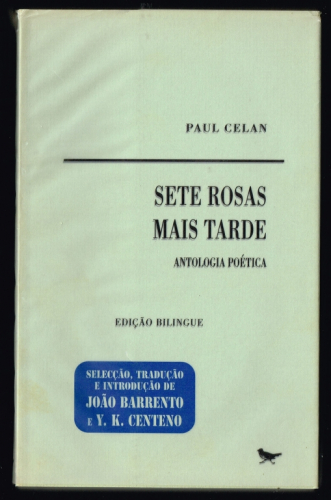 PAUL CELAN
SETE ROSAS
MAIS TARDE
ANTOLOGIA POÉTICA
EDIÇÃO BILINGUE
SELECÇÃO, TRADUÇÃO
E INTRODUÇÃO DE
JOÃO BARRENTO
E Y. K. CENTENO